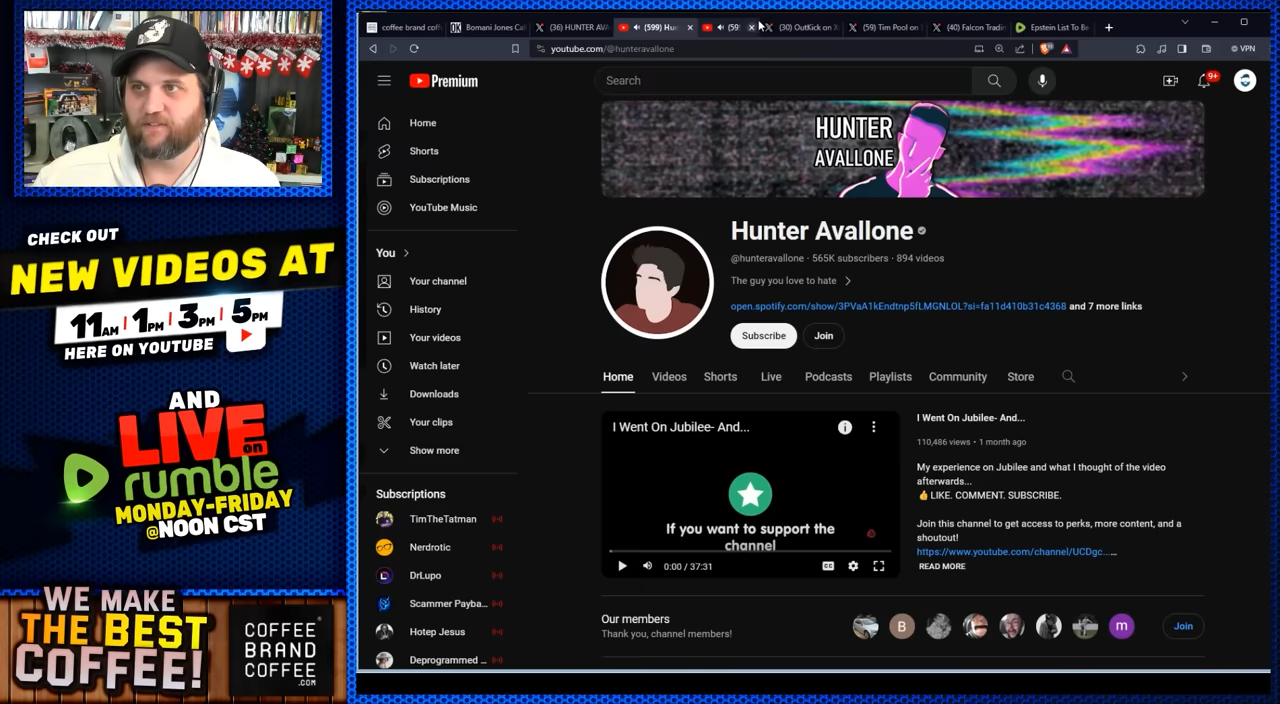 CHECK OUT
NEW VIDEOS AT
11AM | 1PM | 3PM | 5PM
HERE ON YOUTUBE
AND
LIVE on
rumble
MONDAY-FRIDAY
@NOON CST
WE MAKE
THE BEST
COFFEE!
COFFEE
BRAND
COFFEE
.COM
coffee brand coff
Bomani Jones Cal
(36) HUNTER AVA
(599) Hun
(59
(30) OutKick on X
(59) Tim Pool on
(40) Falcon Tradin
Epstein List To Be
youtube.com/@hunteravallone
VPN
Premium
Search
9+
Home
Shorts
Subscriptions
YouTube Music
You
Your channel
History
Your videos
Watch later
Downloads
Your clips
Show more
Subscriptions
TimTheTatman
Nerdrotic
DrLupo
Scammer Payba...
Hotep Jesus
Deprogrammed ...
HUNTER
AVALLONE
Hunter Avallone
@hunteravallone · 565K subscribers · 894 videos
The guy you love to hate
open.spotify.com/show/3PVaA1kEndtnp5fLMGNLOL?si=fa11d410b31c4368 and 7 more links
Subscribe
Join
Home
Videos
Shorts
Live
Podcasts
Playlists
Community
Store
I Went On Jubilee- And...
If you want to support the
channel
0:00 / 37:31
I Went On Jubilee- And...
110,486 views • 1 month ago
My experience on Jubilee and what I thought of the video
afterwards...
👍LIKE. COMMENT. SUBSCRIBE.
Join this channel to get access to perks, more content, and a
shoutout!
https://www.youtube.com/channel/UCDgc...…
READ MORE
Our members
Thank you, channel members!
B
m
Join